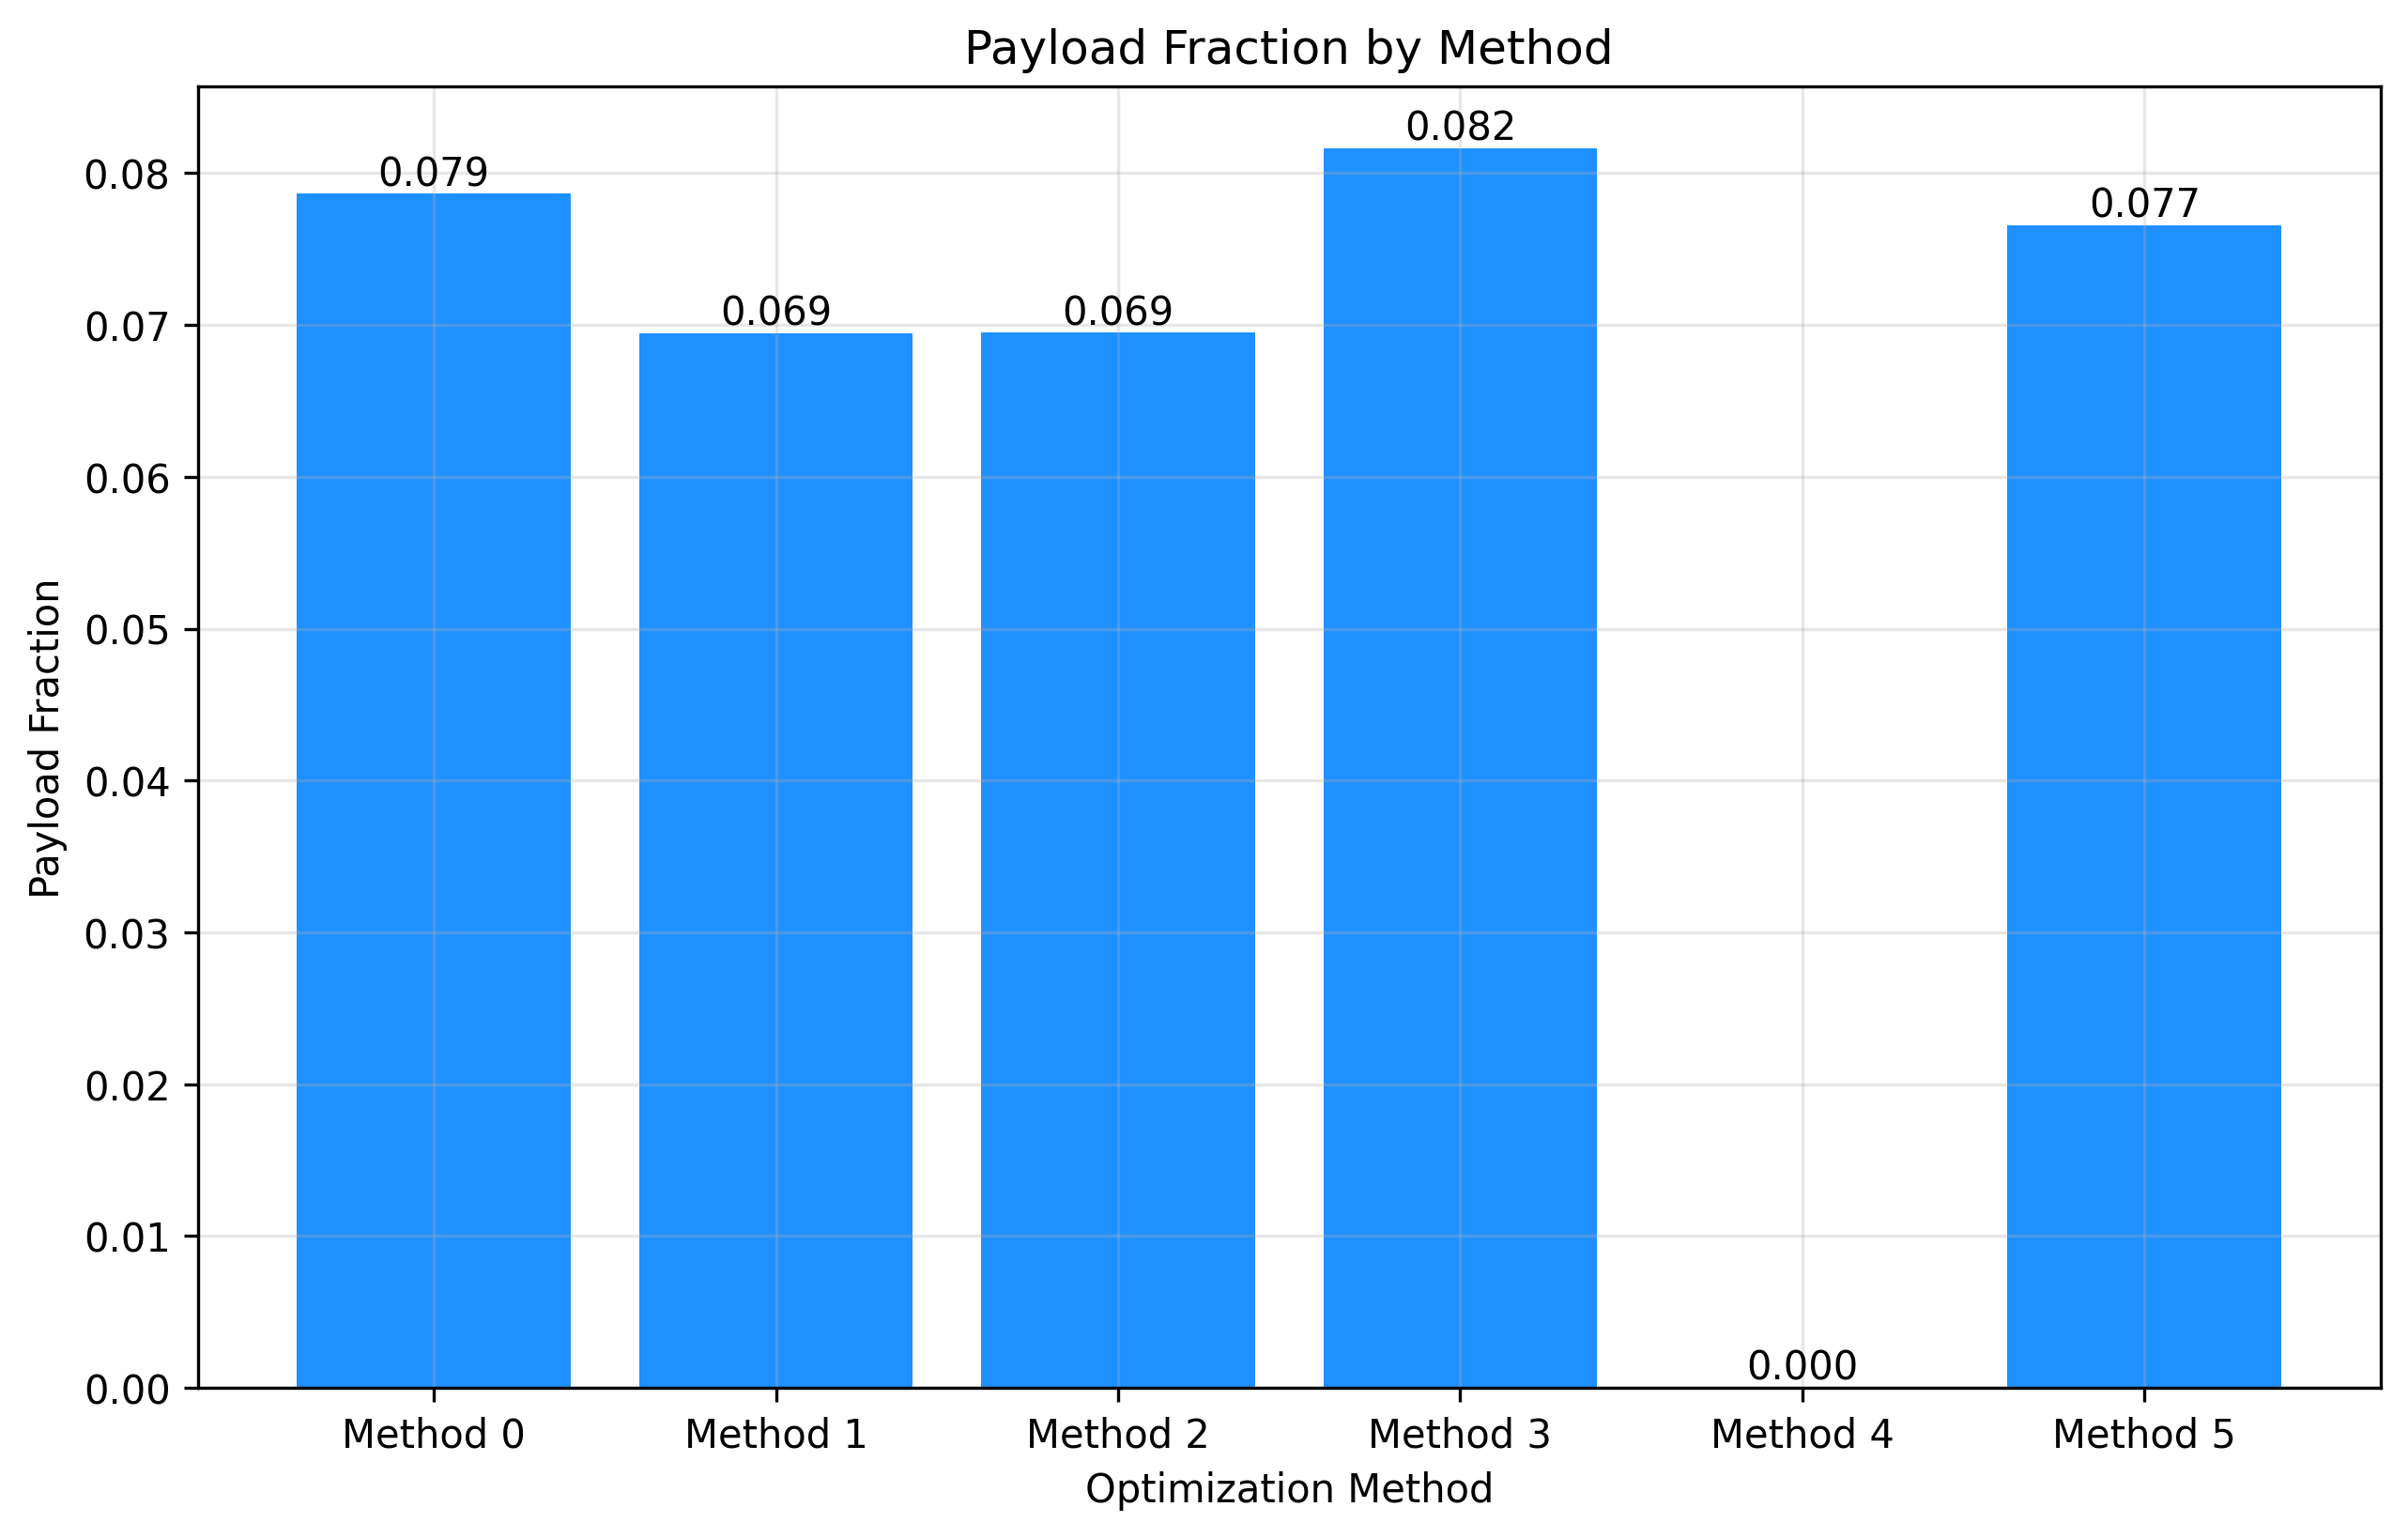 Payload Fraction by Method
Payload Fraction
0.08
0.07
0.06
0.05
0.04
0.03
0.02
0.01
0.00
0.079
0.069
0.069
0.082
0.000
0.077
Method 0
Method 1
Method 2
Method 3
Method 4
Method 5
Optimization Method